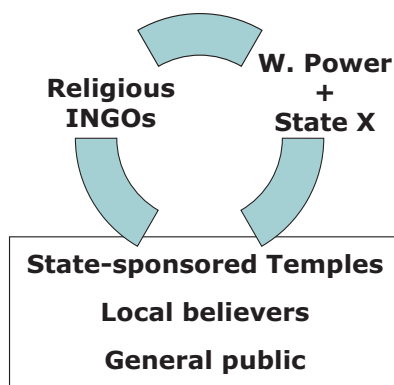 Religious
INGOs
W. Power
+
State X
State-sponsored Temples
Local believers
General public